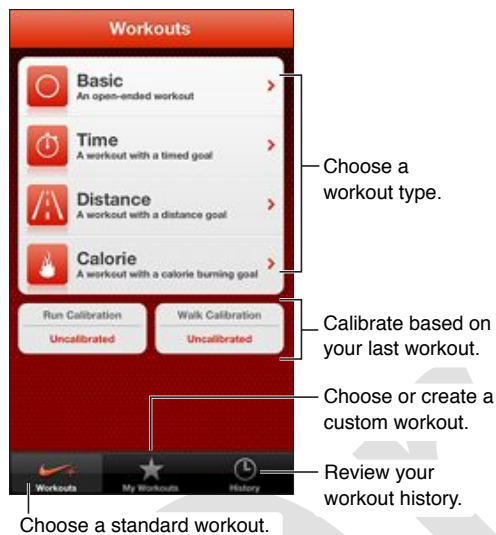 Workouts
Basic
An open-ended workout
Time
A workout with a timed goal
Distance
A workout with a distance goal
Calorie
A workout with a calorie burning goal
Choose a
workout type.
Run Calibration
Uncalibrated
Walk Calibration
Uncalibrated
Calibrate based on
your last workout.
Choose or create a
custom workout.
Workouts
My Workouts
History
Review your
workout history.
Choose a standard workout.